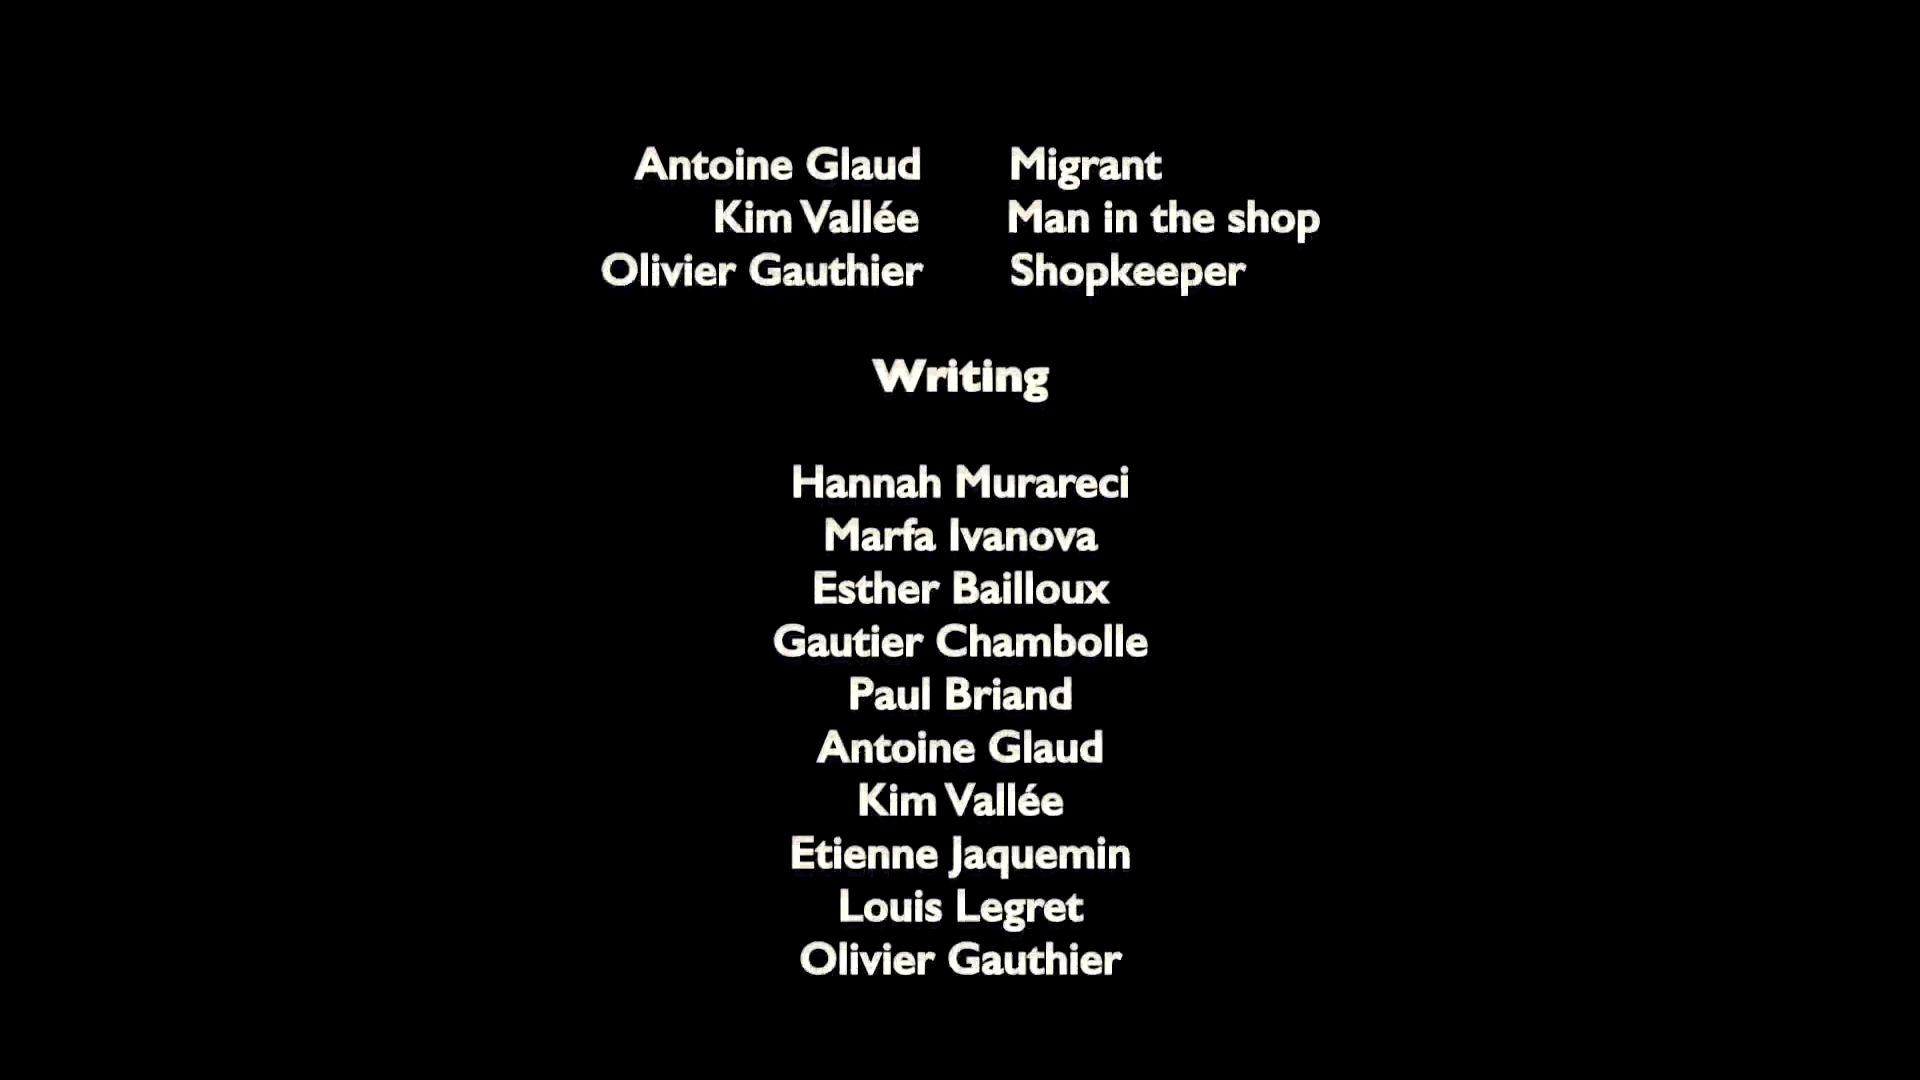 Antoine Glaud Migrant
Kim Vallée Man in the shop
Olivier Gauthier Shopkeeper
Writing
Hannah Murareci
Marfa Ivanova
Esther Bailloux
Gautier Chambolle
Paul Briand
Antoine Glaud
Kim Vallée
Etienne Jaquemin
Louis Legret
Olivier Gauthier